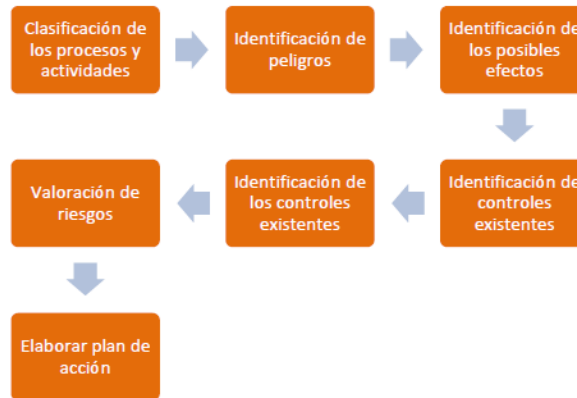 Clasificación de
los procesos y
actividades
Identificación de
peligros
Identificación de
los posibles
efectos
Identificación de
controles
existentes
Identificación de
los controles
existentes
Valoración de
riesgos
Elaborar plan de
acción